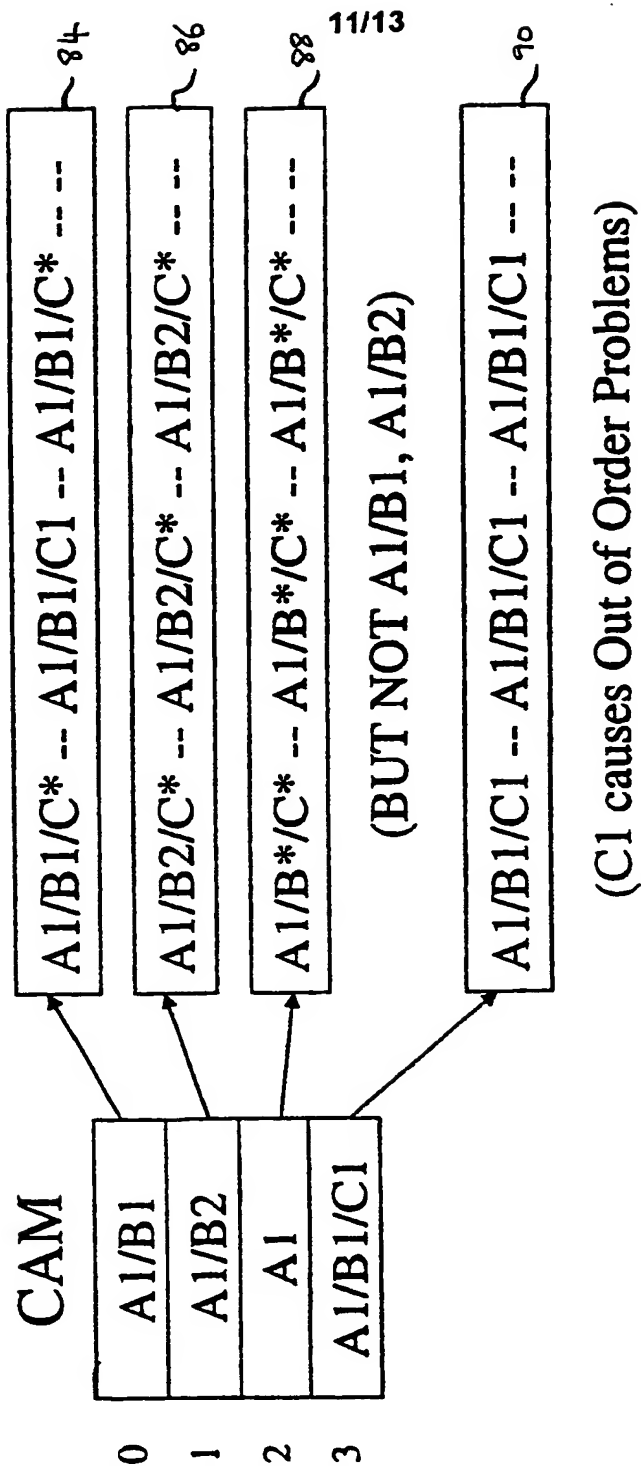 11/13
CAM
0 A1/B1
1 A1/B2
2 A1
3 A1/B1/C1
A1/B1/C* -- A1/B1/C1 -- A1/B1/C* -- -- 84
A1/B2/C* -- A1/B2/C* -- A1/B2/C* -- -- 86
A1/B*/C* -- A1/B*/C* -- A1/B*/C* -- -- 88
(BUT NOT A1/B1, A1/B2)
A1/B1/C1 -- A1/B1/C1 -- A1/B1/C1 -- -- 90
(C1 causes Out of Order Problems)